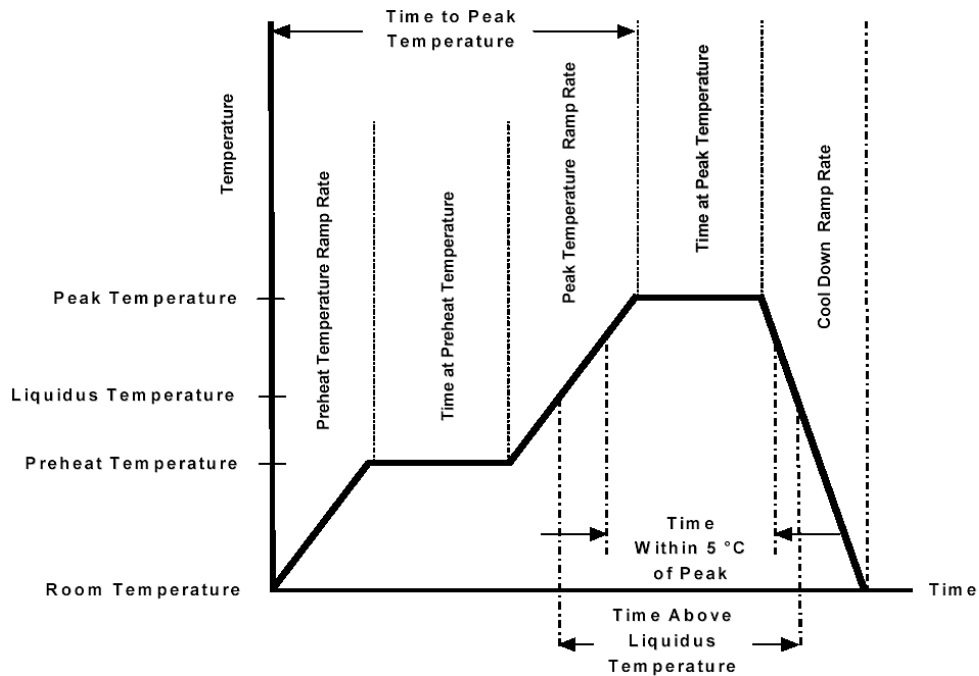 Time to Peak
Temperature
Temperature
Preheat Temperature Ramp Rate
Time at Preheat Temperature
Peak Temperature Ramp Rate
Time at Peak Temperature
Cool Down Ramp Rate
Peak Temperature
Liquidus Temperature
Preheat Temperature
Room Temperature
Time
Within 5 °C
of Peak
Time
Time Above
Liquidus
Temperature